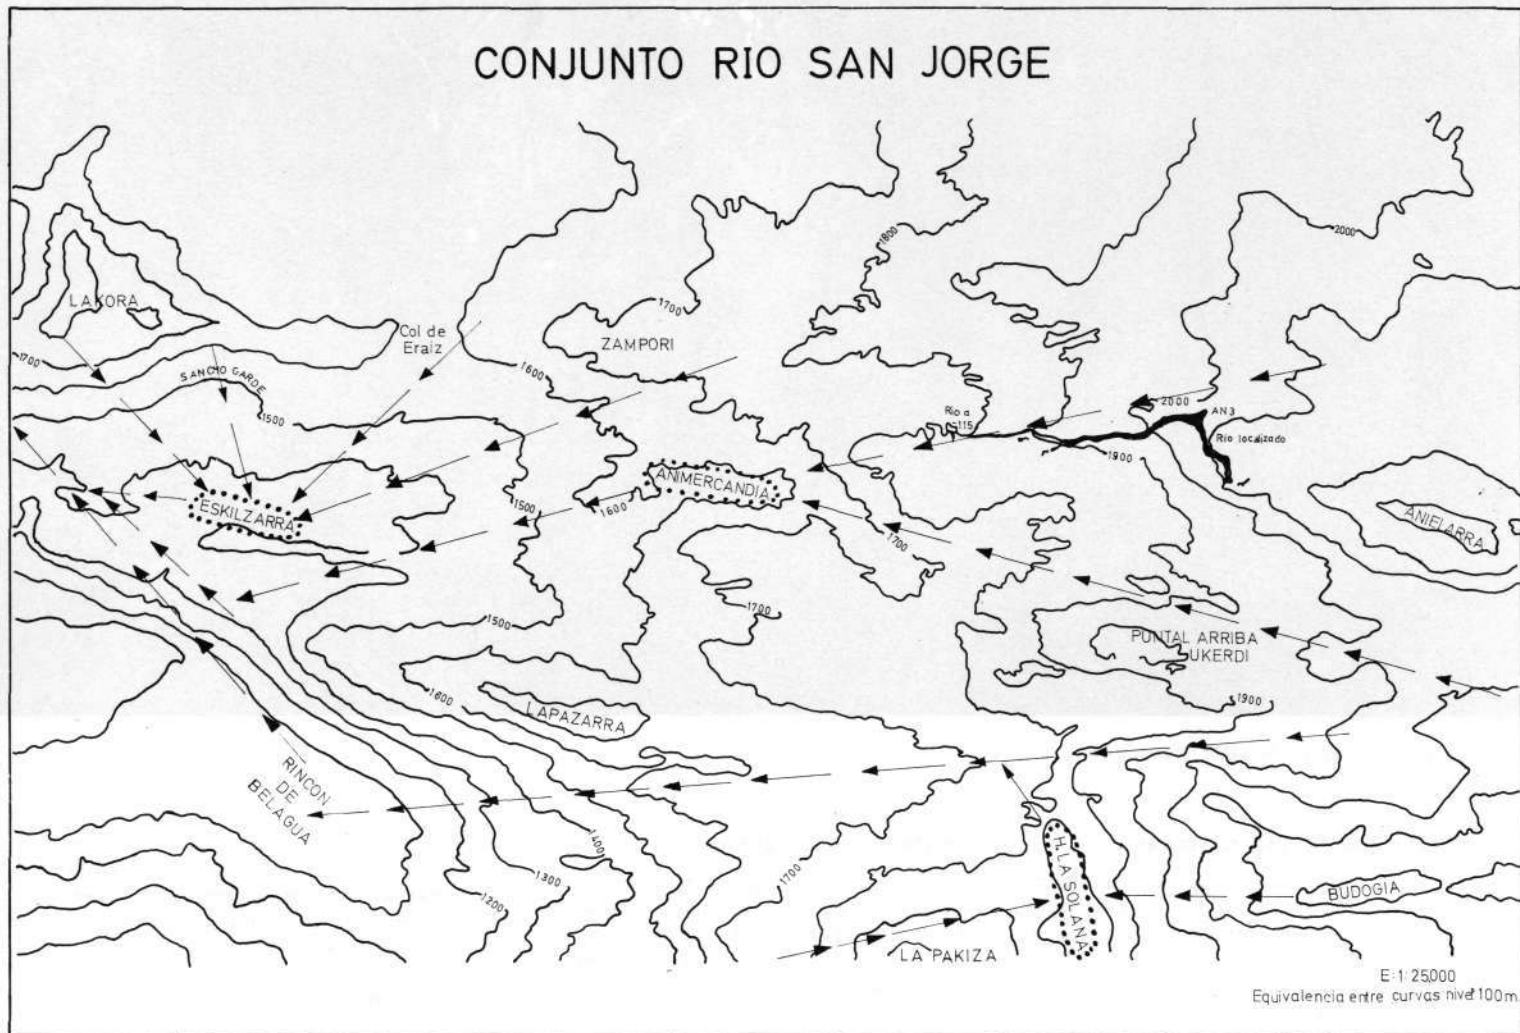 CONJUNTO RIO SAN JORGE
2000
1800
LAKORA
1700
Col de
Eraiz
ZAMPORI
1700
1600
SANCHO GARDE
1500
2000
AN 3
Rio a
-115
Rio localizado
1900
ANIMERCANDIA
ESKILZARRA
1500
1600
ANIELARRA
1700
1700
1500
PUNTAL ARRIBA
UKERDI
1600
LAPAZARRA
1900
RINCON
DE
BELAGUA
1400
1300
1200
1700
H. LA SOLANA
BUDOGIA
LA PAKIZA
E:1:25.000
Equivalencia entre curvas nivel 100m.